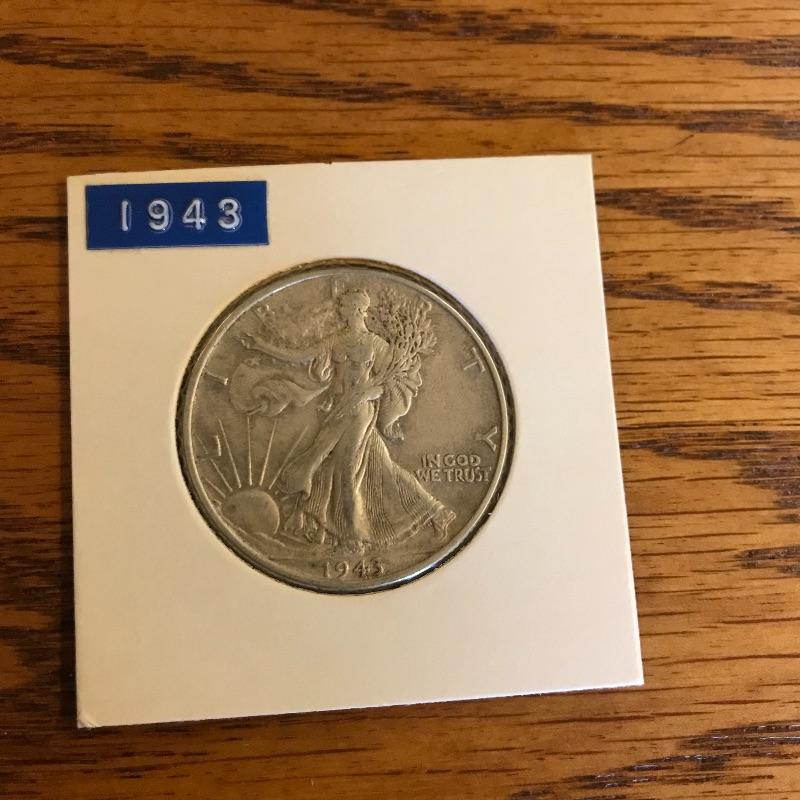 1943
LIBERTY
IN GOD
WE TRUST
1943